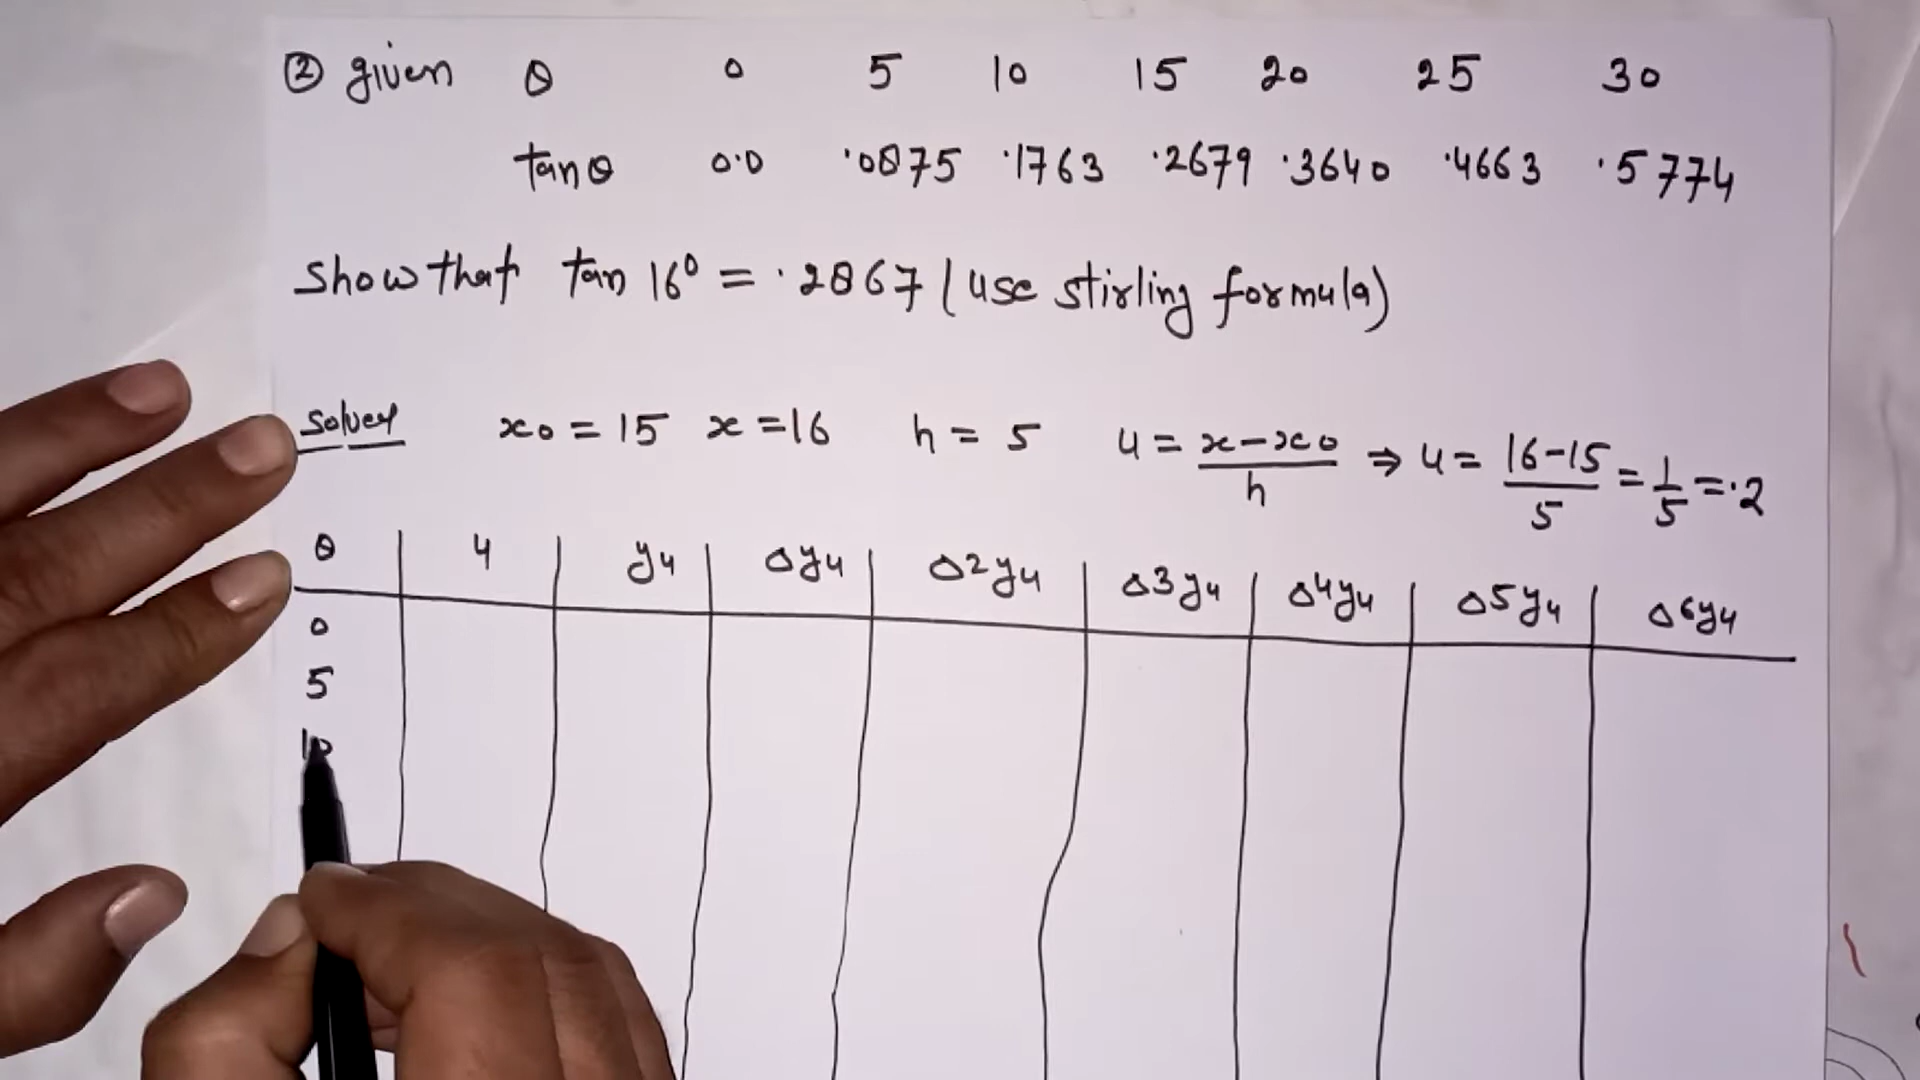 ② given θ 0 5 10 15 20 25 30
tanθ 0.0 .0875 .1763 .2679 .3640 .4663 .5774
Show that tan 16° = .2867 (use stirling formula)
Solven x₀ = 15 x = 16 h = 5 u = x-x₀/h ⇒ u = 16-15/5 = 1/5 = .2
θ u yu Δyu Δ2yu Δ3yu Δ4yu Δ5yu Δ6yu
0
5
10